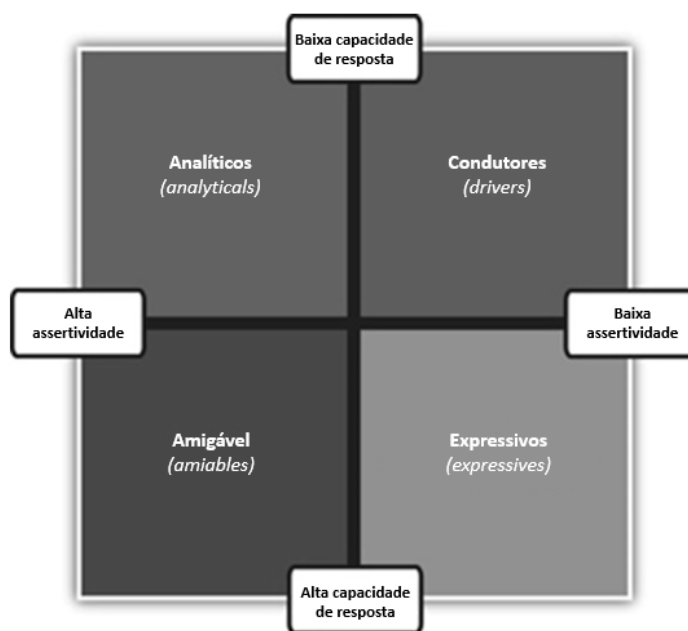 Baixa capacidade
de resposta
Analíticos
(analyticals)
Condutores
(drivers)
Alta
assertividade
Baixa
assertividade
Amigável
(amiables)
Expressivos
(expressives)
Alta capacidade
de resposta